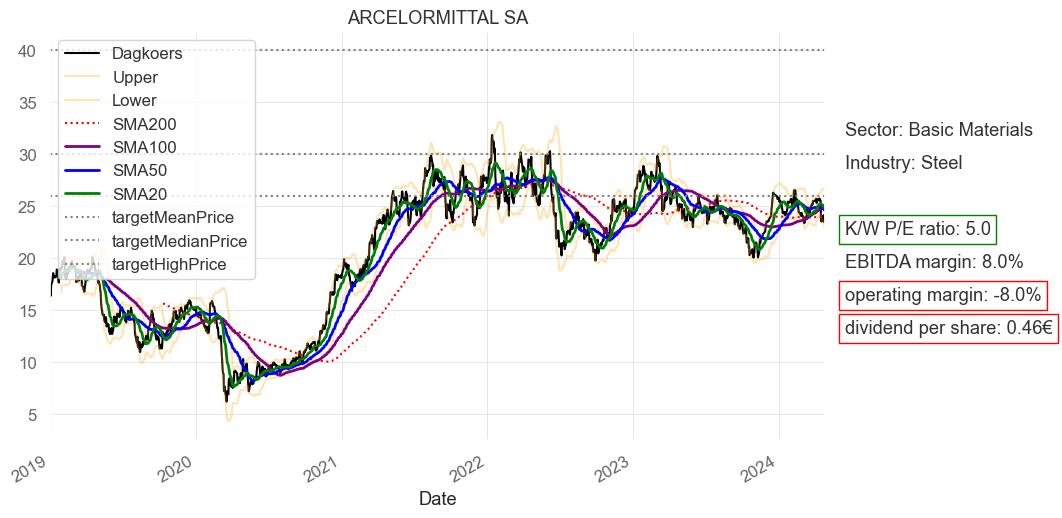 ARCELORMITTAL SA
40
35
30
25
20
15
10
5
Dagkoers
Upper
Lower
SMA200
SMA100
SMA50
SMA20
targetMeanPrice
targetMedianPrice
targetHighPrice
2019
2020
2021
2022
2023
2024
Date
Sector: Basic Materials
Industry: Steel
K/W P/E ratio: 5.0
EBITDA margin: 8.0%
operating margin: -8.0%
dividend per share: 0.46€